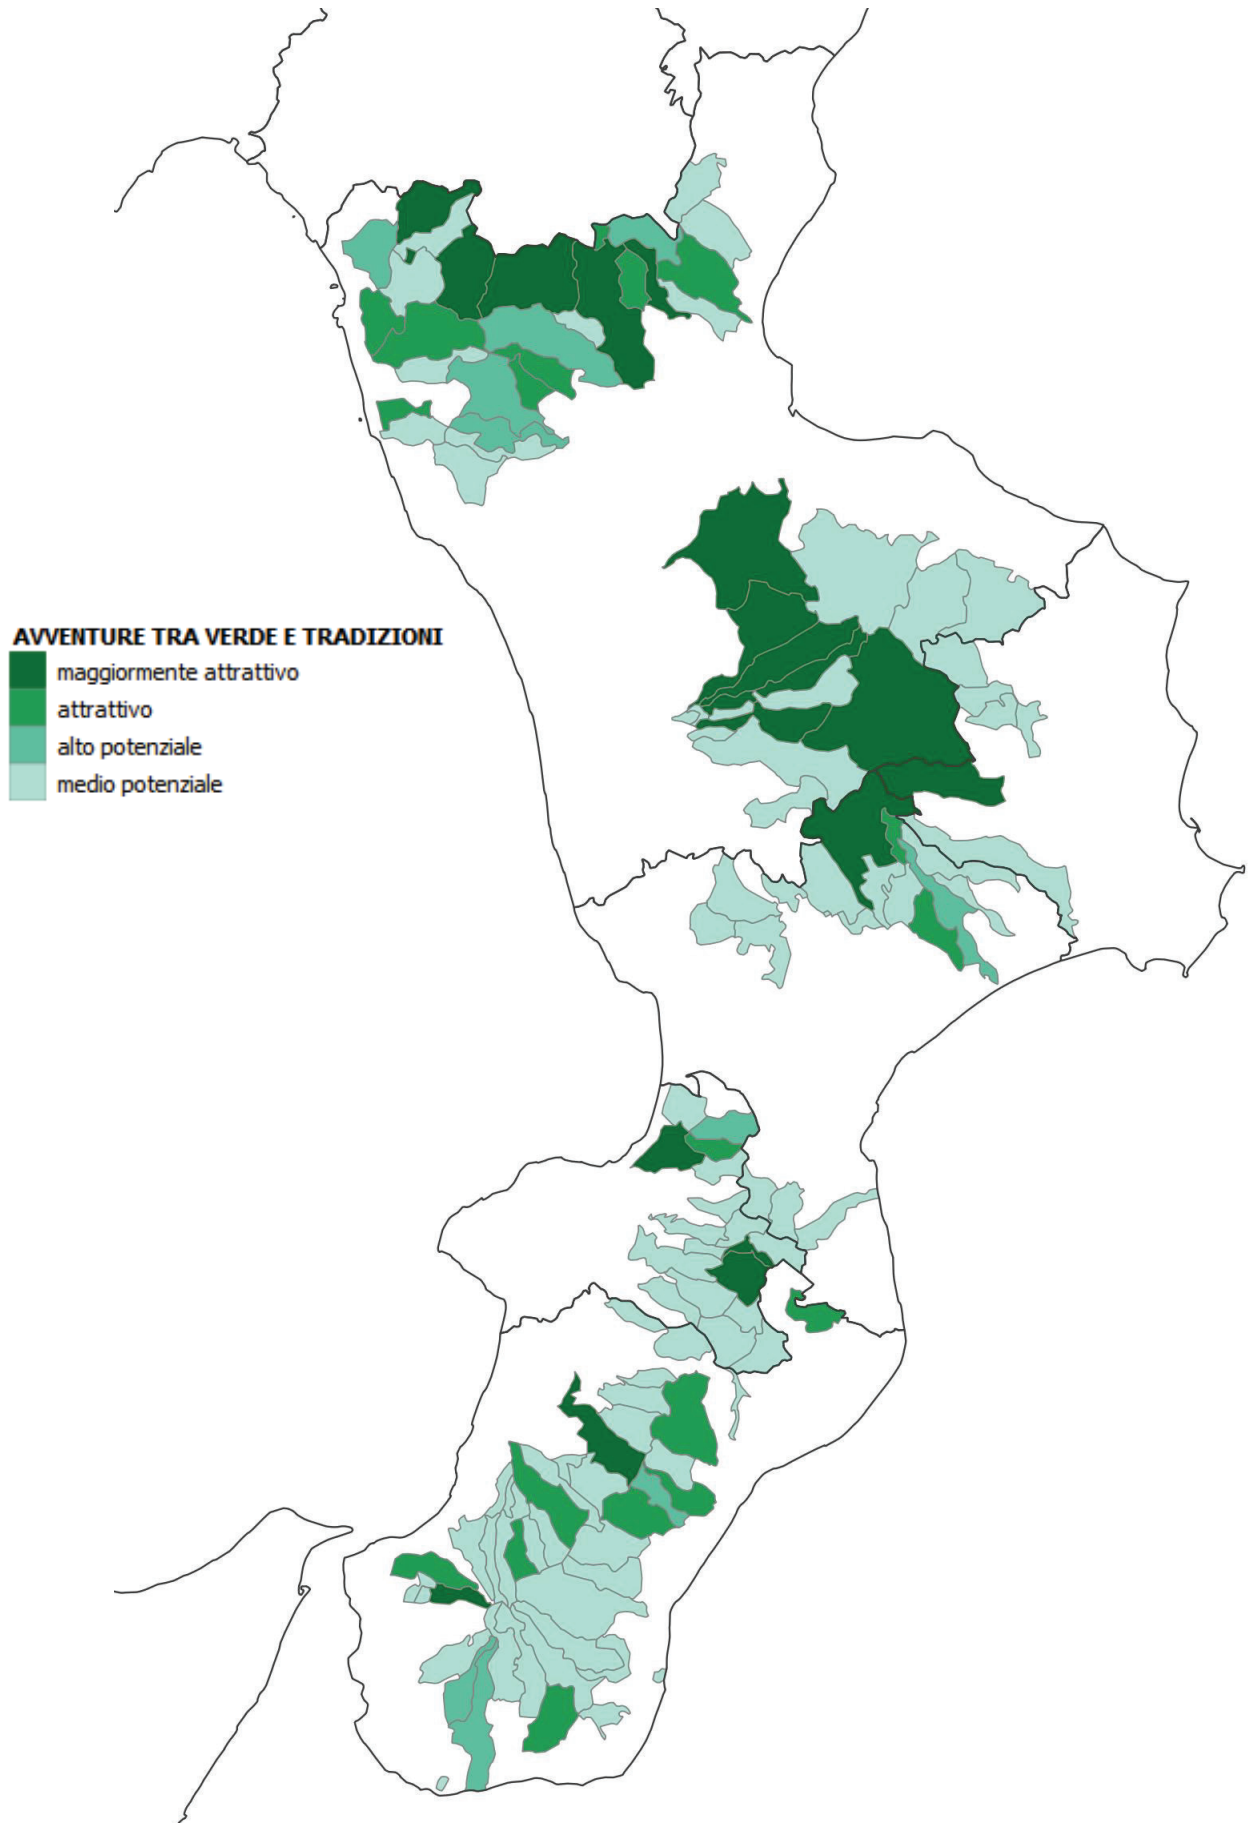 AVVENTURE TRA VERDE E TRADIZIONI
maggiormente attrattivo
attrattivo
alto potenziale
medio potenziale